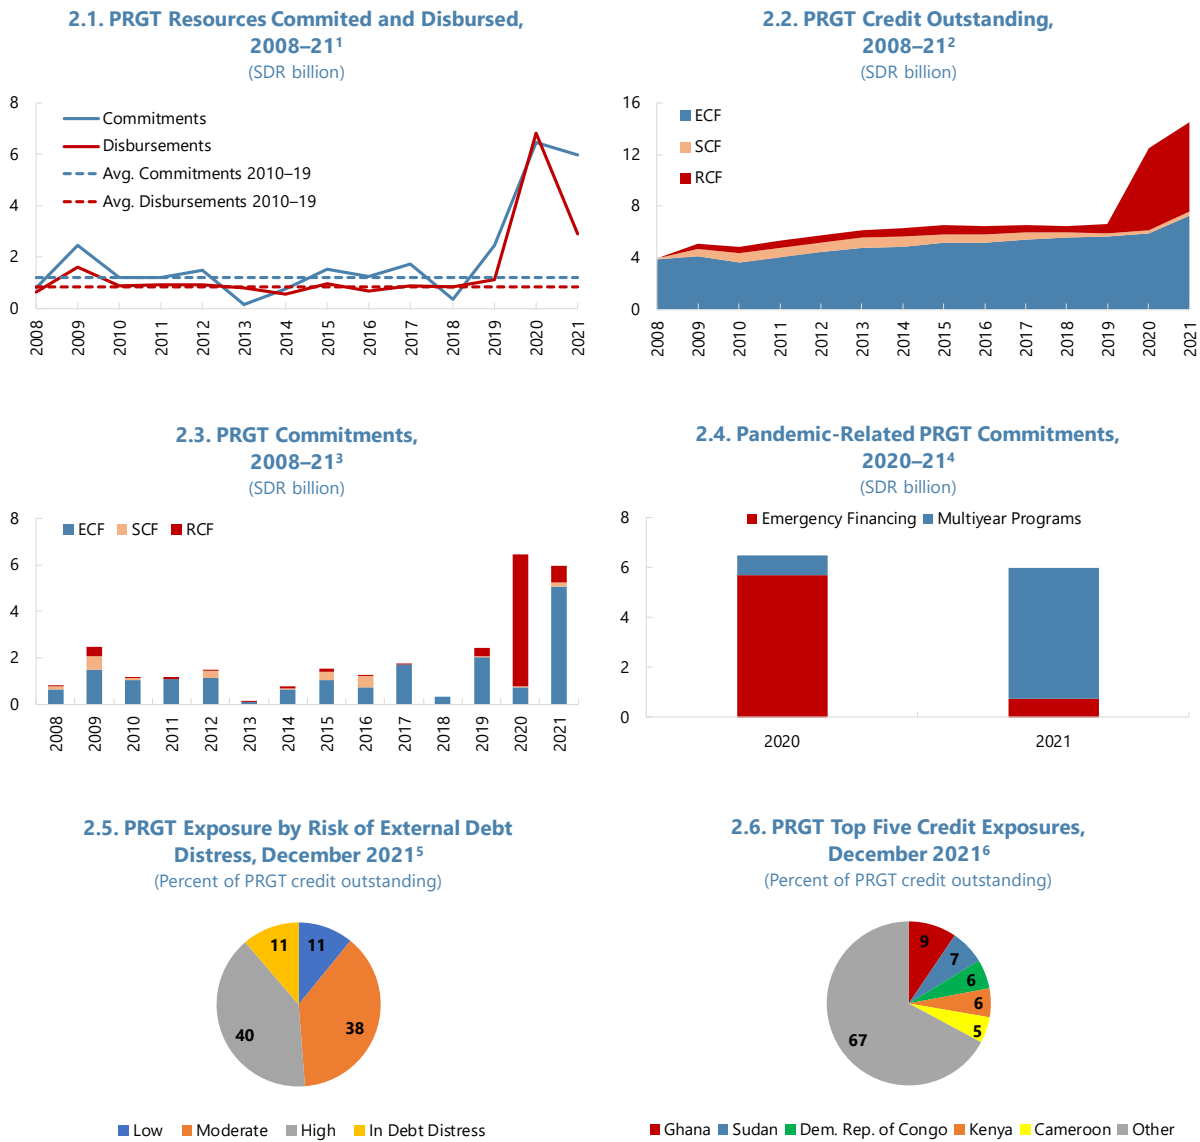 2.1. PRGT Resources Commited and Disbursed,
2008–21¹
(SDR billion)
8
6
4
2
0
Commitments
Disbursements
Avg. Commitments 2010–19
Avg. Disbursements 2010–19
2008 2009 2010 2011 2012 2013 2014 2015 2016 2017 2018 2019 2020 2021
2.2. PRGT Credit Outstanding,
2008–21²
(SDR billion)
16
12
8
4
0
ECF
SCF
RCF
2008 2009 2010 2011 2012 2013 2014 2015 2016 2017 2018 2019 2020 2021
2.3. PRGT Commitments,
2008–21³
(SDR billion)
8
6
4
2
0
ECF SCF RCF
2008 2009 2010 2011 2012 2013 2014 2015 2016 2017 2018 2019 2020 2021
2.4. Pandemic-Related PRGT Commitments,
2020–21⁴
(SDR billion)
8
6
4
2
0
Emergency Financing Multiyear Programs
2020 2021
2.5. PRGT Exposure by Risk of External Debt
Distress, December 2021⁵
(Percent of PRGT credit outstanding)
11
11
38
40
Low Moderate High In Debt Distress
2.6. PRGT Top Five Credit Exposures,
December 2021⁶
(Percent of PRGT credit outstanding)
9
7
6
6
5
67
Ghana Sudan Dem. Rep. of Congo Kenya Cameroon Other